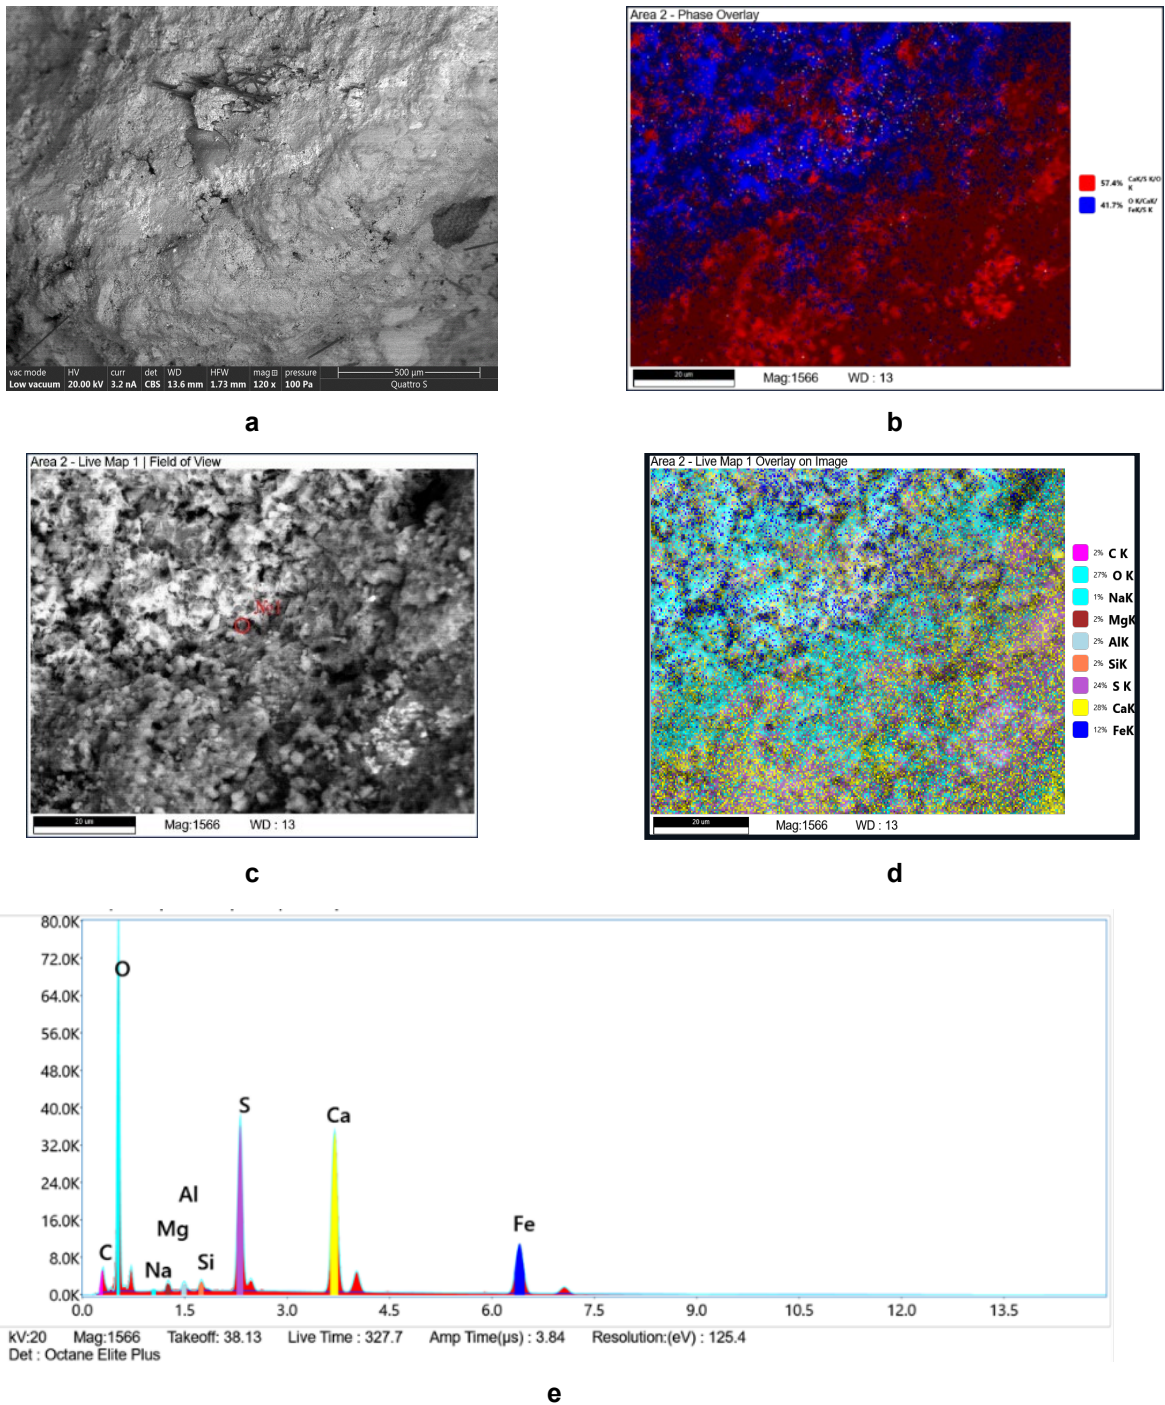 vac mode HV curr det WD HFW mag pressure 500 µm
Low vacuum 20.00 kV 3.2 nA CBS 13.6 mm 1.73 mm 120 x 100 Pa Quattro S
a
Area 2 - Phase Overlay
57.4% CaK/S K/O K
41.7% O K/CaK/ FeK/S K
20 um Mag:1566 WD : 13
b
Area 2 - Live Map 1 | Field of View
20 um Mag:1566 WD : 13
c
Area 2 - Live Map 1 Overlay on Image
2% C K
27% O K
1% NaK
2% MgK
2% AlK
2% SiK
24% S K
28% CaK
12% FeK
20 um Mag:1566 WD : 13
d
80.0K
72.0K
64.0K
56.0K
48.0K
40.0K
32.0K
24.0K
16.0K
8.0K
0.0K
O
S
Ca
Al
Mg
Fe
C
Na
Si
0.0 1.5 3.0 4.5 6.0 7.5 9.0 10.5 12.0 13.5
kV:20 Mag:1566 Takeoff: 38.13 Live Time : 327.7 Amp Time(µs) : 3.84 Resolution:(eV) : 125.4
Det : Octane Elite Plus
e